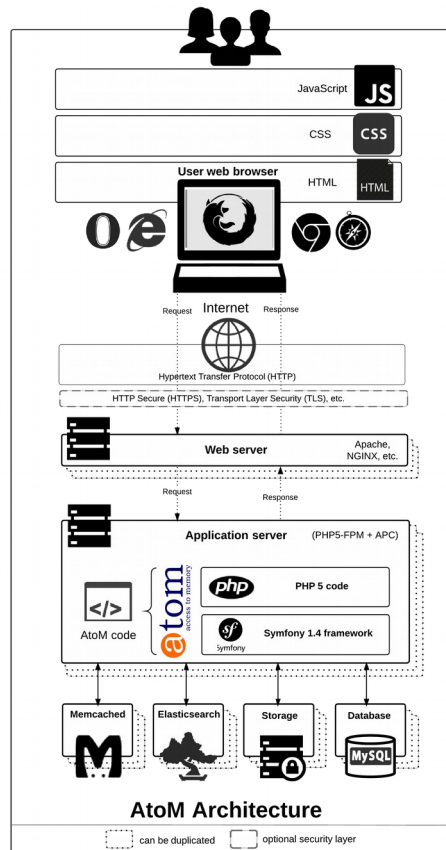 JavaScript
JS
CSS
CSS
User web browser
HTML
HTML
Request
Internet
Response
Hypertext Transfer Protocol (HTTP)
HTTP Secure (HTTPS), Transport Layer Security (TLS), etc.
Web server
Apache,
NGINX, etc.
Request
Response
Application server
(PHP5-FPM + APC)
</>
AtoM code
atom
access to memory
php
PHP 5 code
sf
Symfony
Symfony 1.4 framework
Memcached
Elasticsearch
Storage
Database
M
MySQL
AtoM Architecture
can be duplicated
optional security layer